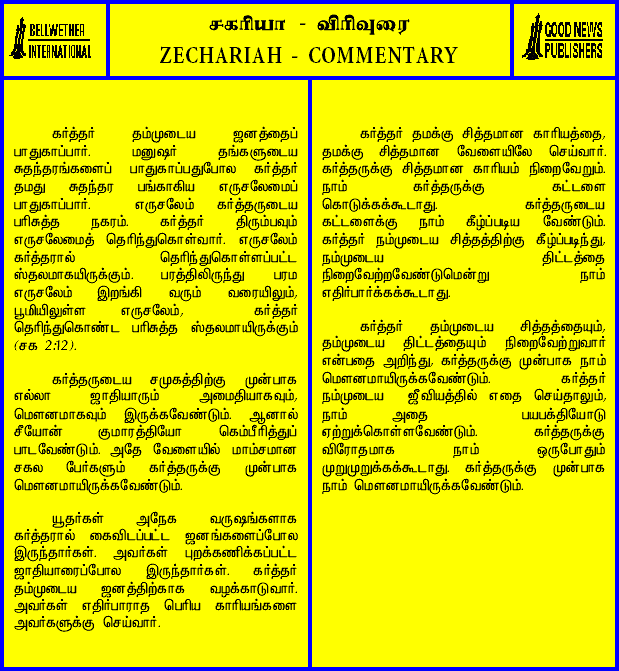 BELLWETHER
INTERNATIONAL
சகரியா - விரிவுரை
ZECHARIAH - COMMENTARY
GOOD NEWS
PUBLISHERS
கர்த்தர் தம்முடைய ஜனத்தைப்
பாதுகாப்பார். மனுஷர் தங்களுடைய
சுதந்தரங்களைப் பாதுகாப்பதுபோல கர்த்தர்
தமது சுதந்தர பங்காகிய எருசலேமைப்
பாதுகாப்பார். எருசலேம் கர்த்தருடைய
பரிசுத்த நகரம். கர்த்தர் திரும்பவும்
எருசலேமைத் தெரிந்துகொள்வார். எருசலேம்
கர்த்தரால் தெரிந்துகொள்ளப்பட்ட
ஸ்தலமாகயிருக்கும். பரத்திலிருந்து பரம
எருசலேம் இறங்கி வரும் வரையிலும்,
பூமியிலுள்ள எருசலேம், கர்த்தர்
தெரிந்துகொண்ட பரிசுத்த ஸ்தலமாயிருக்கும்
(சக 2:12).
கர்த்தருடைய சமுகத்திற்கு முன்பாக
எல்லா ஜாதியாரும் அமைதியாகவும்,
மௌனமாகவும் இருக்கவேண்டும். ஆனால்
சீயோன் குமாரத்தியோ கெம்பீரித்துப்
பாடவேண்டும். அதே வேளையில் மாம்சமான
சகல பேர்களும் கர்த்தருக்கு முன்பாக
மௌனமாயிருக்கவேண்டும்.
யூதர்கள் அநேக வருஷங்களாக
கர்த்தரால் கைவிடப்பட்ட ஜனங்களைப்போல
இருந்தார்கள். அவர்கள் புறக்கணிக்கப்பட்ட
ஜாதியாரைப்போல இருந்தார்கள். கர்த்தர்
தம்முடைய ஜனத்திற்காக வழக்காடுவார்.
அவர்கள் எதிர்பாராத பெரிய காரியங்களை
அவர்களுக்கு செய்வார்.
கர்த்தர் தமக்கு சித்தமான காரியத்தை,
தமக்கு சித்தமான வேளையிலே செய்வார்.
கர்த்தருக்கு சித்தமான காரியம் நிறைவேறும்.
நாம் கர்த்தருக்கு கட்டளை
கொடுக்கக்கூடாது. கர்த்தருடைய
கட்டளைக்கு நாம் கீழ்ப்படிய வேண்டும்.
கர்த்தர் நம்முடைய சித்தத்திற்கு கீழ்ப்படிந்து,
நம்முடைய திட்டத்தை
நிறைவேற்றவேண்டுமென்று நாம்
எதிர்பார்க்கக்கூடாது.
கர்த்தர் தம்முடைய சித்தத்தையும்,
தம்முடைய திட்டத்தையும் நிறைவேற்றுவார்
என்பதை அறிந்து, கர்த்தருக்கு முன்பாக நாம்
மௌனமாயிருக்கவேண்டும். கர்த்தர்
நம்முடைய ஜீவியத்தில் எதை செய்தாலும்,
நாம் அதை பயபக்தியோடு
ஏற்றுக்கொள்ளவேண்டும். கர்த்தருக்கு
விரோதமாக நாம் ஒருபோதும்
முறுமுறுக்கக்கூடாது. கர்த்தருக்கு முன்பாக
நாம் மௌனமாயிருக்கவேண்டும்.